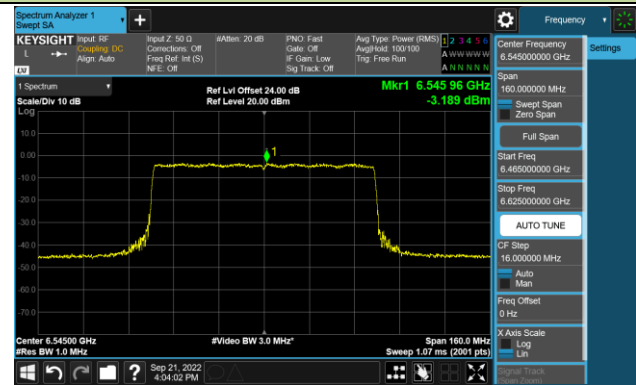 Spectrum Analyzer 1
Swept SA
Frequency
KEYSIGHT
L
LXI
Input: RF
Coupling: DC
Align: Auto
Input Z: 50 Ω
Corrections: Off
Freq Ref: Int (S)
NFE: Off
#Atten: 20 dB
PNO: Fast
Gate: Off
IF Gain: Low
Sig Track: Off
Avg Type: Power (RMS)
Avg|Hold: 100/100
Trig: Free Run
1 2 3 4 5 6
A W W W W W
A N N N N N
1 Spectrum
Scale/Div 10 dB
Ref Lvl Offset 24.00 dB
Ref Level 20.00 dBm
Mkr1 6.545 96 GHz
-3.189 dBm
Log
10.0
0.00
-10.0
-20.0
-30.0
-40.0
-50.0
-60.0
-70.0
1
Center 6.54500 GHz
#Res BW 1.0 MHz
#Video BW 3.0 MHz*
Span 160.0 MHz
Sweep 1.07 ms (2001 pts)
Sep 21, 2022
4:04:02 PM
Settings
Center Frequency
6.545000000 GHz
Span
160.000000 MHz
Swept Span
Zero Span
Full Span
Start Freq
6.465000000 GHz
Stop Freq
6.625000000 GHz
AUTO TUNE
CF Step
16.000000 MHz
Auto
Man
Freq Offset
0 Hz
X Axis Scale
Log
Lin
Signal Track
(Span Zoom)